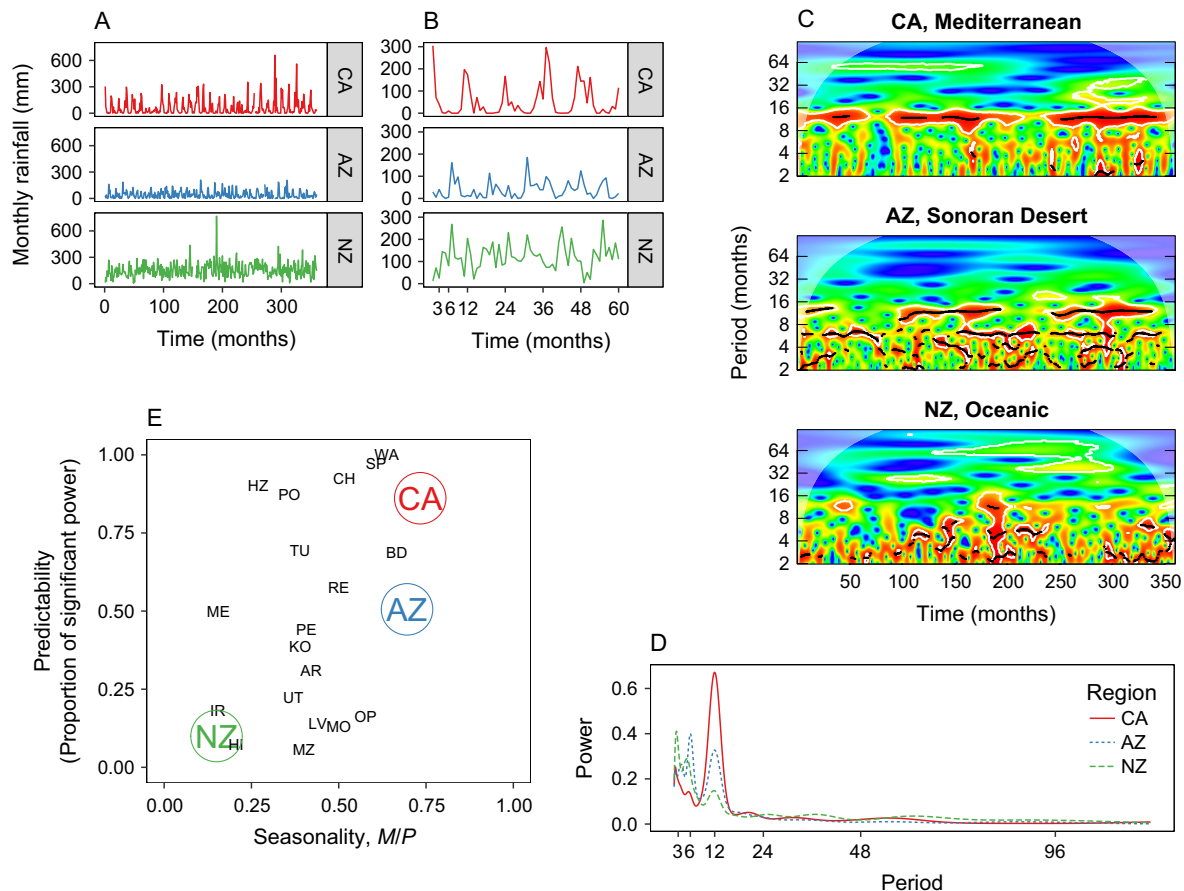 A
B
C
CA, Mediterranean
Monthly rainfall (mm)
600
300
0
CA
600
300
0
AZ
600
300
0
NZ
0
100
200
300
Time (months)
300
200
100
0
CA
300
200
100
0
AZ
300
200
100
0
NZ
3 6 12 24 36 48 60
Time (months)
64
32
16
8
4
2
AZ, Sonoran Desert
Period (months)
64
32
16
8
4
2
NZ, Oceanic
64
32
16
8
4
2
50 100 150 200 250 300 350
Time (months)
E
Predictability
(Proportion of significant power)
1.00
0.75
0.50
0.25
0.00
WA
SP
CH
HZ
PO
CA
TU
BD
RE
ME
AZ
PE
KO
AR
UT
IR
LV
MO
OP
NZ
Hi
MZ
0.00 0.25 0.50 0.75 1.00
Seasonality, M/P
D
Power
0.6
0.4
0.2
0.0
Region
CA
AZ
NZ
3 6 12 24 48 96
Period